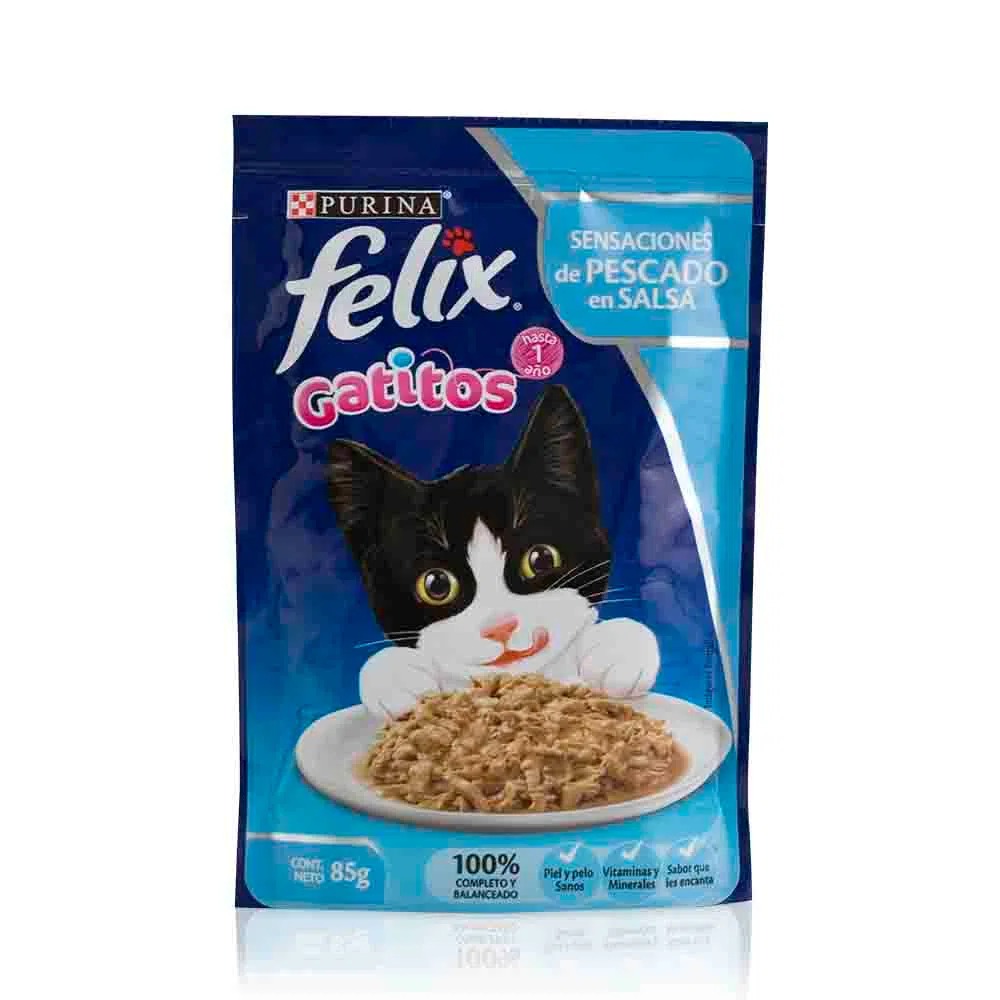 PURINA®
felix®
Gatitos
hasta
1
año
SENSACIONES
de PESCADO
en SALSA
CONT.
NETO 85g
100%
COMPLETO Y
BALANCEADO
Piel y pelo
Sanos
Vitaminas y
Minerales
Sabor que
les encanta